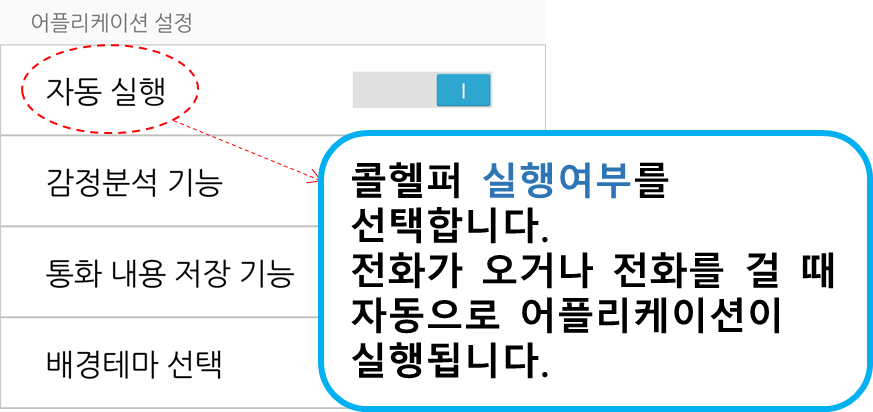 어플리케이션 설정
자동 실행
감정분석 기능
통화 내용 저장 기능
배경테마 선택
콜헬퍼 실행여부를
선택합니다.
전화가 오거나 전화를 걸 때
자동으로 어플리케이션이
실행됩니다.